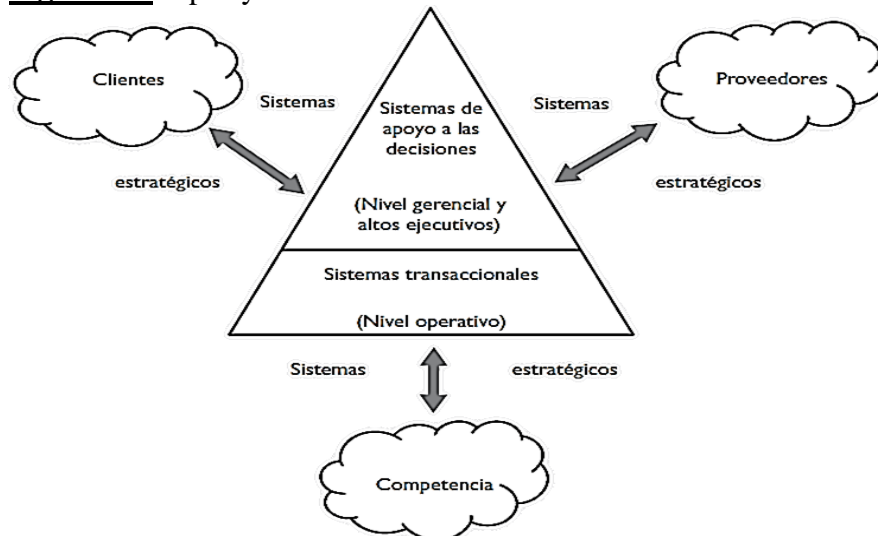 Clientes
Proveedores
Sistemas
Sistemas
Sistemas de
apoyo a las
decisiones
estratégicos
estratégicos
(Nivel gerencial y
altos ejecutivos)
Sistemas transaccionales
(Nivel operativo)
Sistemas
estratégicos
Competencia